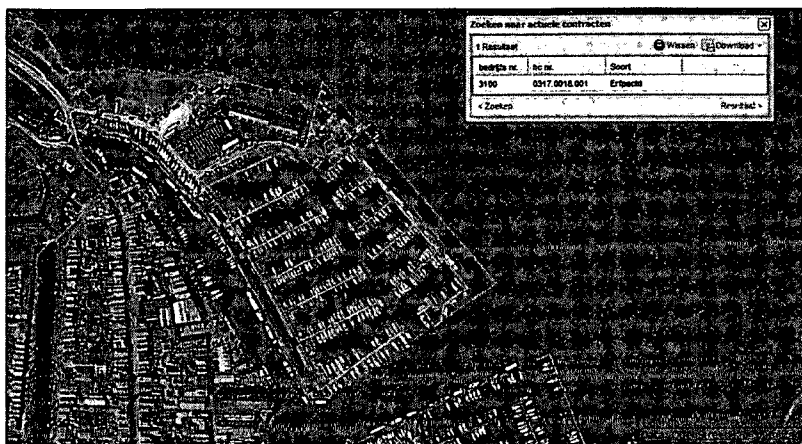 Zoeken naar actuele contracten
1 Resultaat Wissen Download
bedrijfs nr. bc nr. Soort
3100 0317.0018.001 Erfpacht
< Zoeken Resultaat >